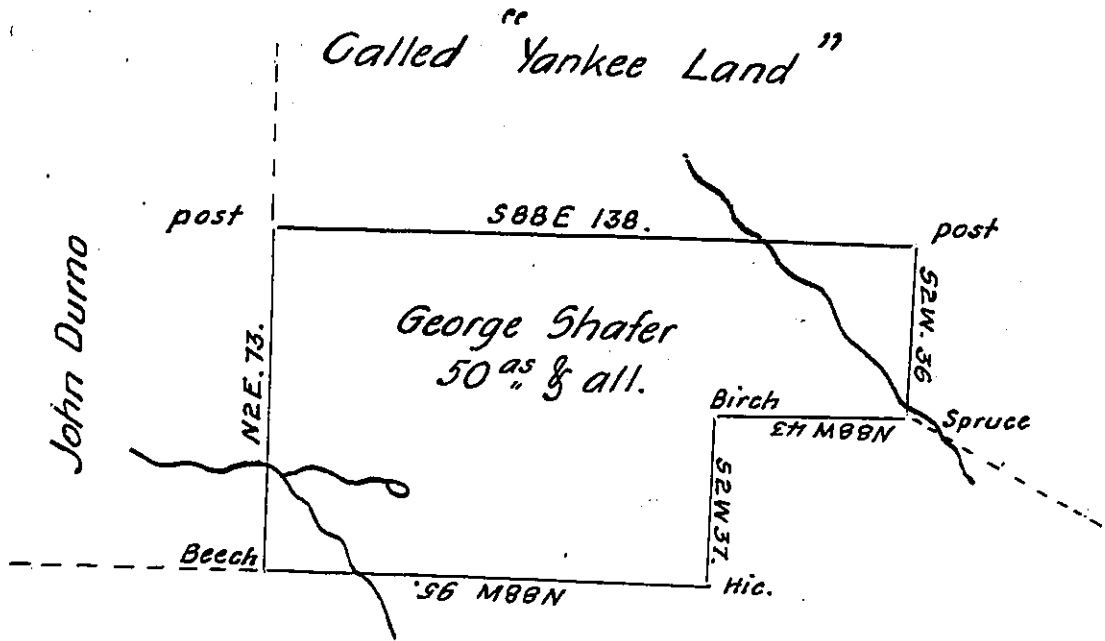 Called "Yankee Land"
post
S88E 138.
post
John Durno
N2E. 73.
George Shafer
50 as & all.
S2W. 36
Birch
N88W 43
Spruce
S2W 37.
Beech
N88W 95.
Hic.